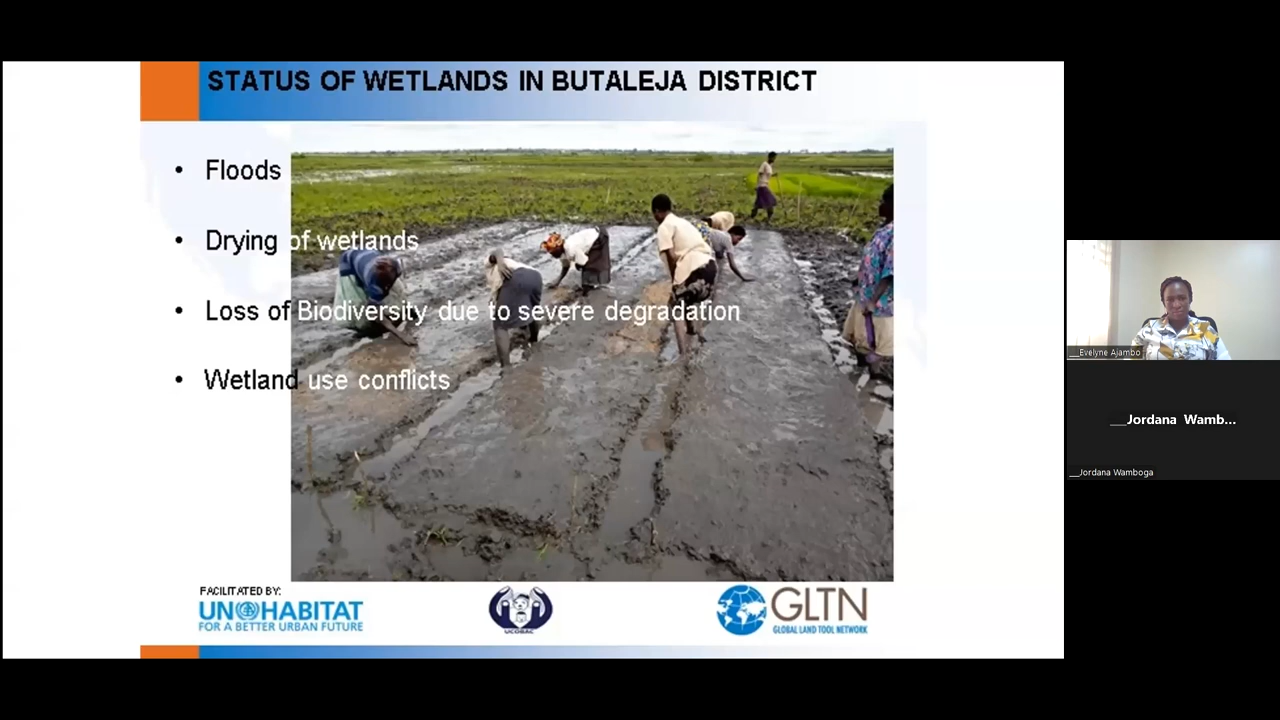 STATUS OF WETLANDS IN BUTALEJA DISTRICT
• Floods
• Drying of wetlands
• Loss of Biodiversity due to severe degradation
• Wetland use conflicts
FACILITATED BY:
UN HABITAT
FOR A BETTER URBAN FUTURE
UCOBAC
GLTN
GLOBAL LAND TOOL NETWORK
__Evelyne Ajambo
__Jordana Wamb...
__Jordana Wamboga